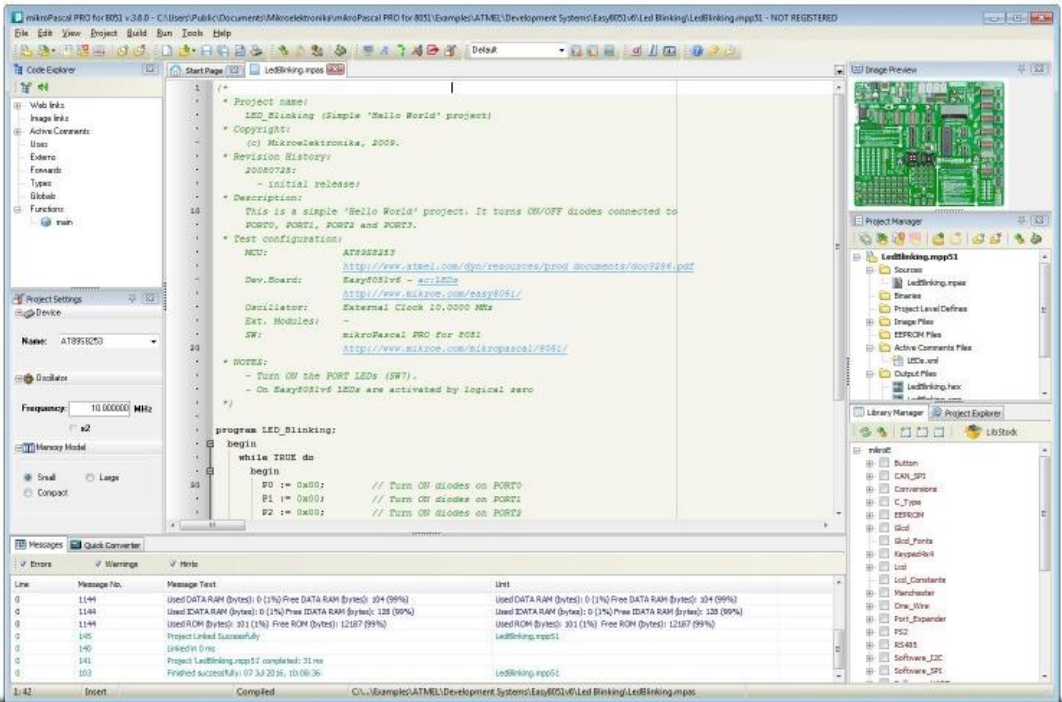 mikroPascal PRO for 8051 v.3.6.0 - C:\Users\Public\Documents\Mikroelektronika\mikroPascal PRO for 8051\Examples\ATMEL\Development Systems\Easy8051v6\Led Blinking\LedBlinking.mpp51 - NOT REGISTERED
File Edit View Project Build Run Tools Help
Default
Code Explorer
Web links
Image links
Active Comments
Uses
Externs
Forwards
Types
Globals
Functions
main
Project Settings
Device
Name: AT89S8253
Oscillator
Frequency: 10.000000 MHz
x2
Memory Model
Small Large
Compact
Start Page LedBlinking.mpas
1 (*
* Project name:
LED_Blinking (Simple 'Hello World' project)
* Copyright:
(c) Mikroelektronika, 2009.
* Revision History:
20080728:
- initial release;
* Description:
10 This is a simple 'Hello World' project. It turns ON/OFF diodes connected to
PORT0, PORT1, PORT2 and PORT3.
* Test configuration:
MCU: AT89S8253
http://www.atmel.com/dyn/resources/prod_documents/doc3286.pdf
Dev.Board: Easy8051v6 - ac:LEDs
http://www.mikroe.com/easy8051/
Oscillator: External Clock 10.0000 MHz
Ext. Modules: -
SW: mikroPascal PRO for 8051
20 http://www.mikroe.com/mikropascal/8051/
* NOTES:
- Turn ON the PORT LEDs (SW7).
- On Easy8051v6 LEDs are activated by logical zero
*)
program LED_Blinking;
begin
while TRUE do
begin
30 P0 := 0x00; // Turn ON diodes on PORT0
P1 := 0x00; // Turn ON diodes on PORT1
P2 := 0x00; // Turn ON diodes on PORT2
Image Preview
Project Manager
LedBlinking.mpp51
Sources
LedBlinking.mpas
Binaries
Project Level Defines
Image Files
EEPROM Files
Active Comments Files
LEDs.xml
Output Files
LedBlinking.hex
Library Manager Project Explorer
LibStock
mikroE
Button
CAN_SPI
Conversions
C_Type
EEPROM
Glcd
Glcd_Fonts
Keypad4x4
Lcd
Lcd_Constants
Manchester
One_Wire
Port_Expander
PS2
RS485
Software_I2C
Software_SPI
Messages Quick Converter
Errors Warnings Hints
Line Message No. Message Text Unit
0 1144 Used DATA RAM (bytes): 0 (1%) Free DATA RAM (bytes): 104 (99%) Used DATA RAM (bytes): 0 (1%) Free DATA RAM (bytes): 104 (99%)
0 1144 Used IDATA RAM (bytes): 0 (1%) Free IDATA RAM (bytes): 128 (99%) Used IDATA RAM (bytes): 0 (1%) Free IDATA RAM (bytes): 128 (99%)
0 1144 Used ROM (bytes): 101 (1%) Free ROM (bytes): 12187 (99%) Used ROM (bytes): 101 (1%) Free ROM (bytes): 12187 (99%)
0 145 Project Linked Successfully LedBlinking.mpp51
0 140 Linked in 0 ms
0 141 Project 'LedBlinking.mpp51' completed: 31 ms
0 103 Finished successfully: 07 Jul 2016, 10:08:36 LedBlinking.mpp51
1: 42 Insert Compiled C:\...\Examples\ATMEL\Development Systems\Easy8051v6\Led Blinking\LedBlinking.mpas